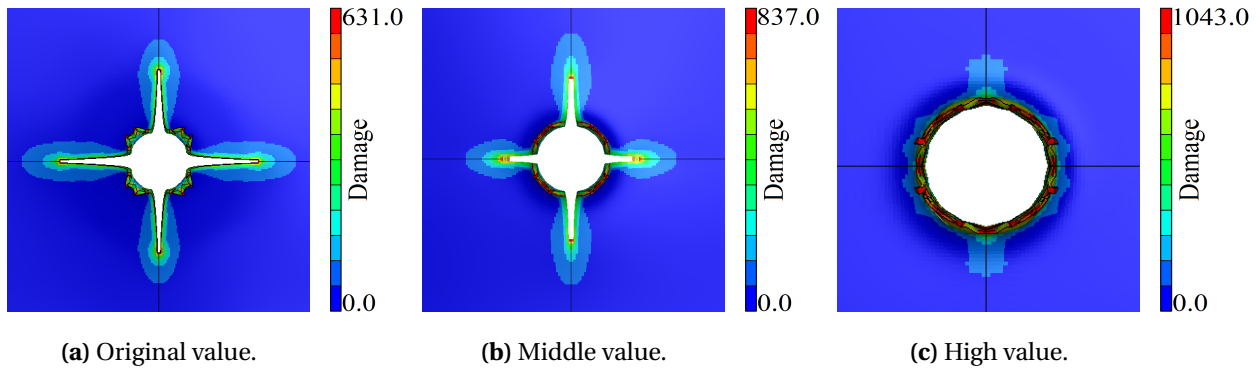 631.0
Damage
0.0
837.0
Damage
0.0
1043.0
Damage
0.0
(a) Original value.
(b) Middle value.
(c) High value.